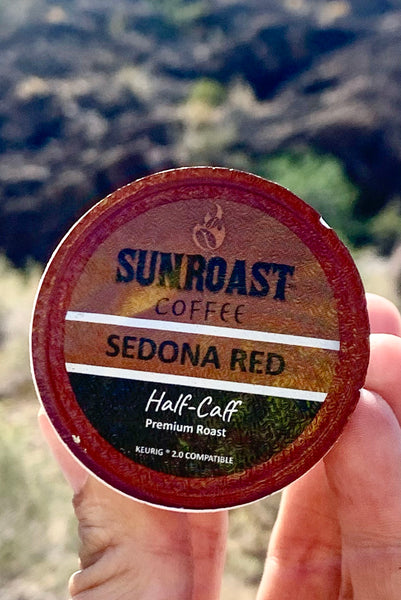 SUNROAST
COFFEE
SEDONA RED
Half-Caff
Premium Roast
KEURIG ® 2.0 COMPATIBLE